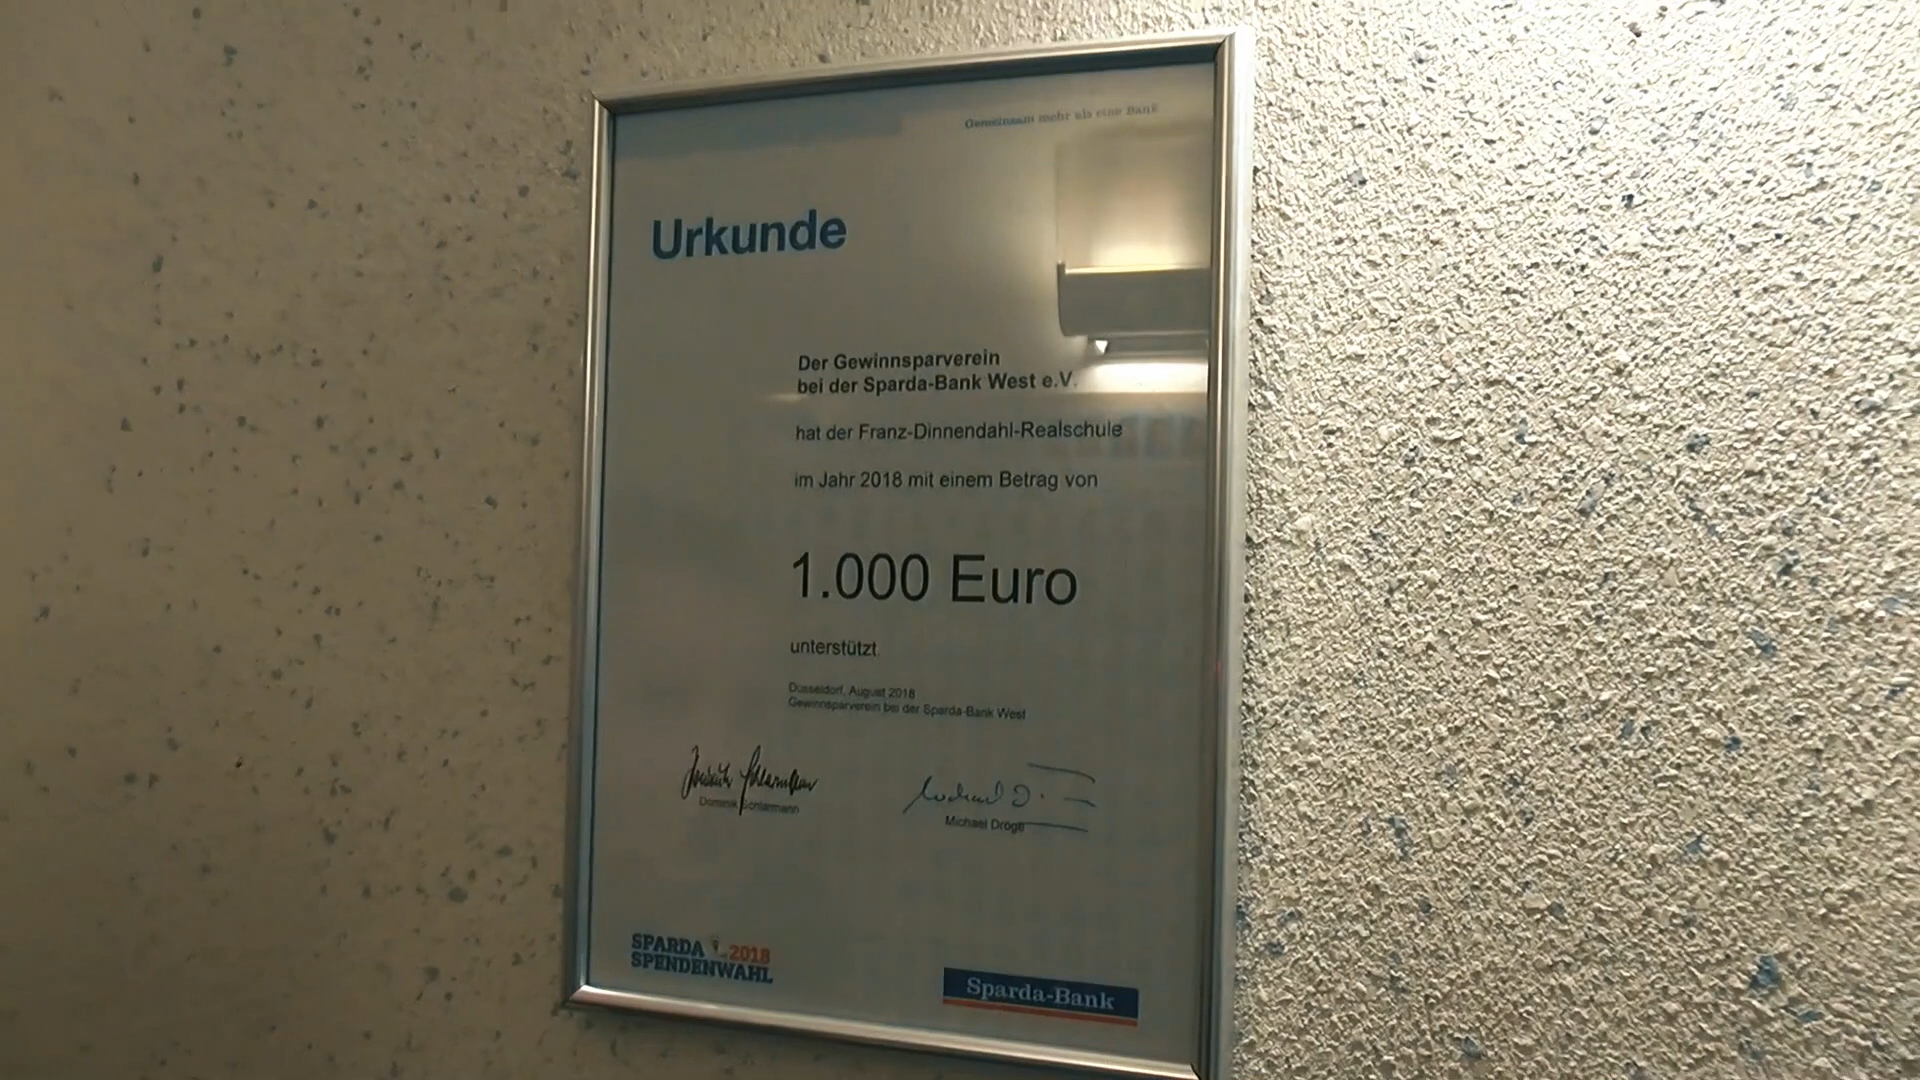 Gemeinsam mehr als eine Bank
Urkunde
Der Gewinnsparverein
bei der Sparda-Bank West e.V.
hat der Franz-Dinnendahl-Realschule
im Jahr 2018 mit einem Betrag von
1.000 Euro
unterstützt.
Düsseldorf, August 2018
Gewinnsparverein bei der Sparda-Bank West
Dominik Schlarmann
Michael Dröge
SPARDA 2018
SPENDENWAHL
Sparda-Bank